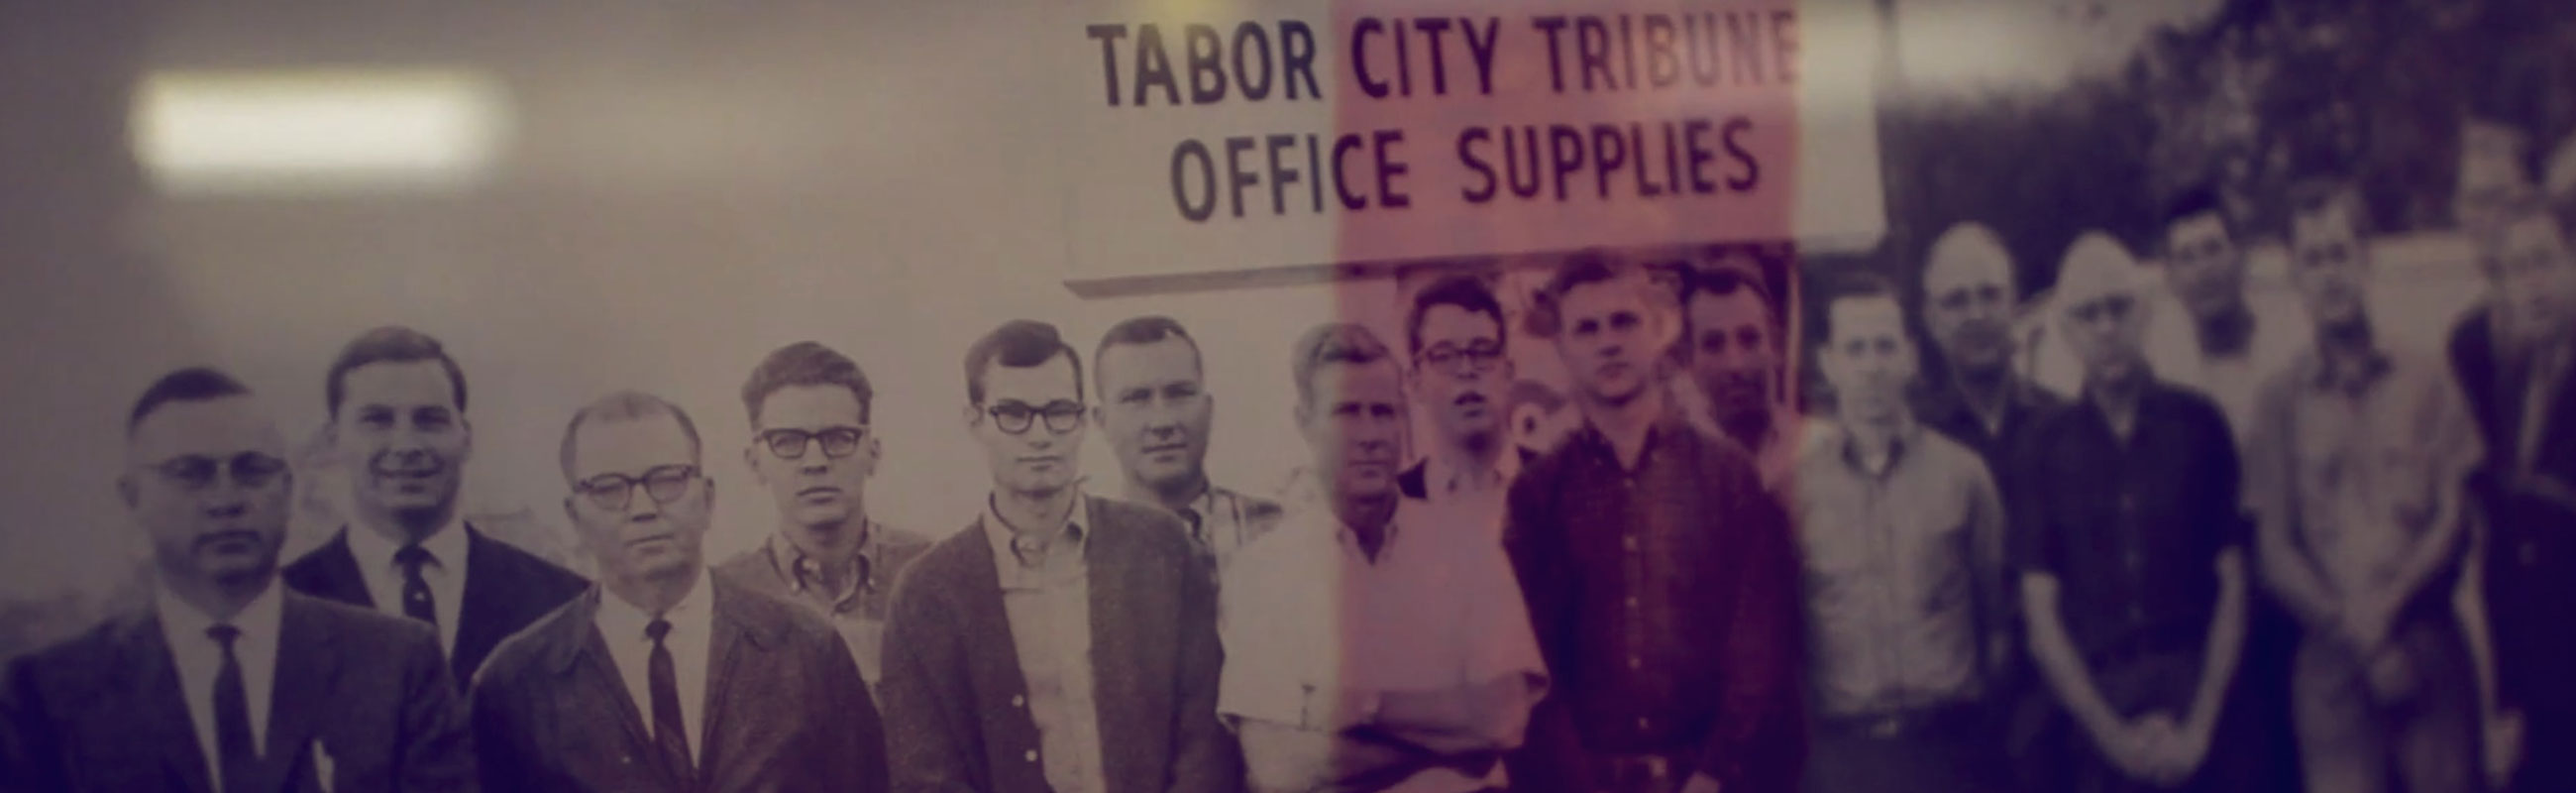 TABOR CITY TRIBUNE
OFFICE SUPPLIES